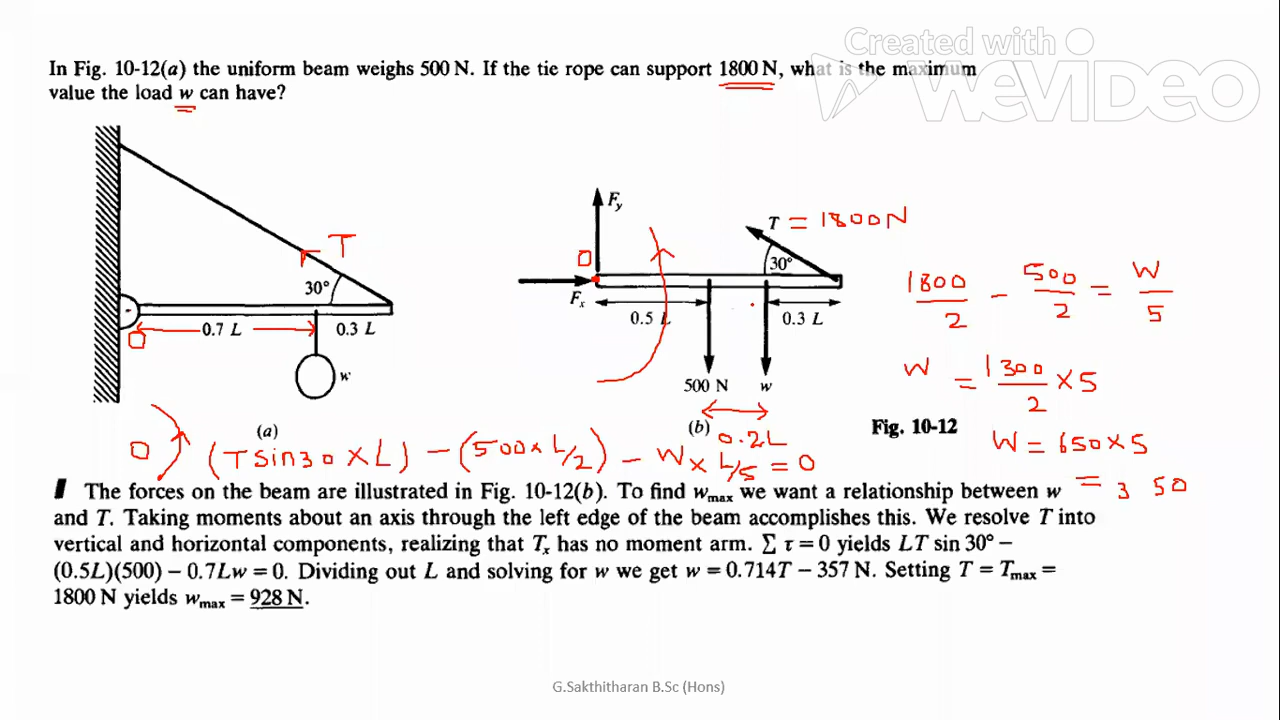 Created with
WEVIDEO
In Fig. 10-12(a) the uniform beam weighs 500 N. If the tie rope can support 1800 N, what is the maximum
value the load w can have?
T
30°
0.7 L
0.3 L
O
w
(a)
F_y
O
F_x
T = 1800N
30°
0.5 L
0.3 L
500 N
w
0.2L
(b)
Fig. 10-12
1800/2 - 500/2 = W/5
W = 1300/2 × 5
W = 650×5
= 3 50
O (T sin30 × L) - (500 × L/2) - W × L/5 = 0
The forces on the beam are illustrated in Fig. 10-12(b). To find w_max we want a relationship between w
and T. Taking moments about an axis through the left edge of the beam accomplishes this. We resolve T into
vertical and horizontal components, realizing that T_x has no moment arm. ∑ τ = 0 yields LT sin 30° −
(0.5L)(500) − 0.7Lw = 0. Dividing out L and solving for w we get w = 0.714T − 357 N. Setting T = T_max =
1800 N yields w_max = 928 N.
G.Sakthitharan B.Sc (Hons)